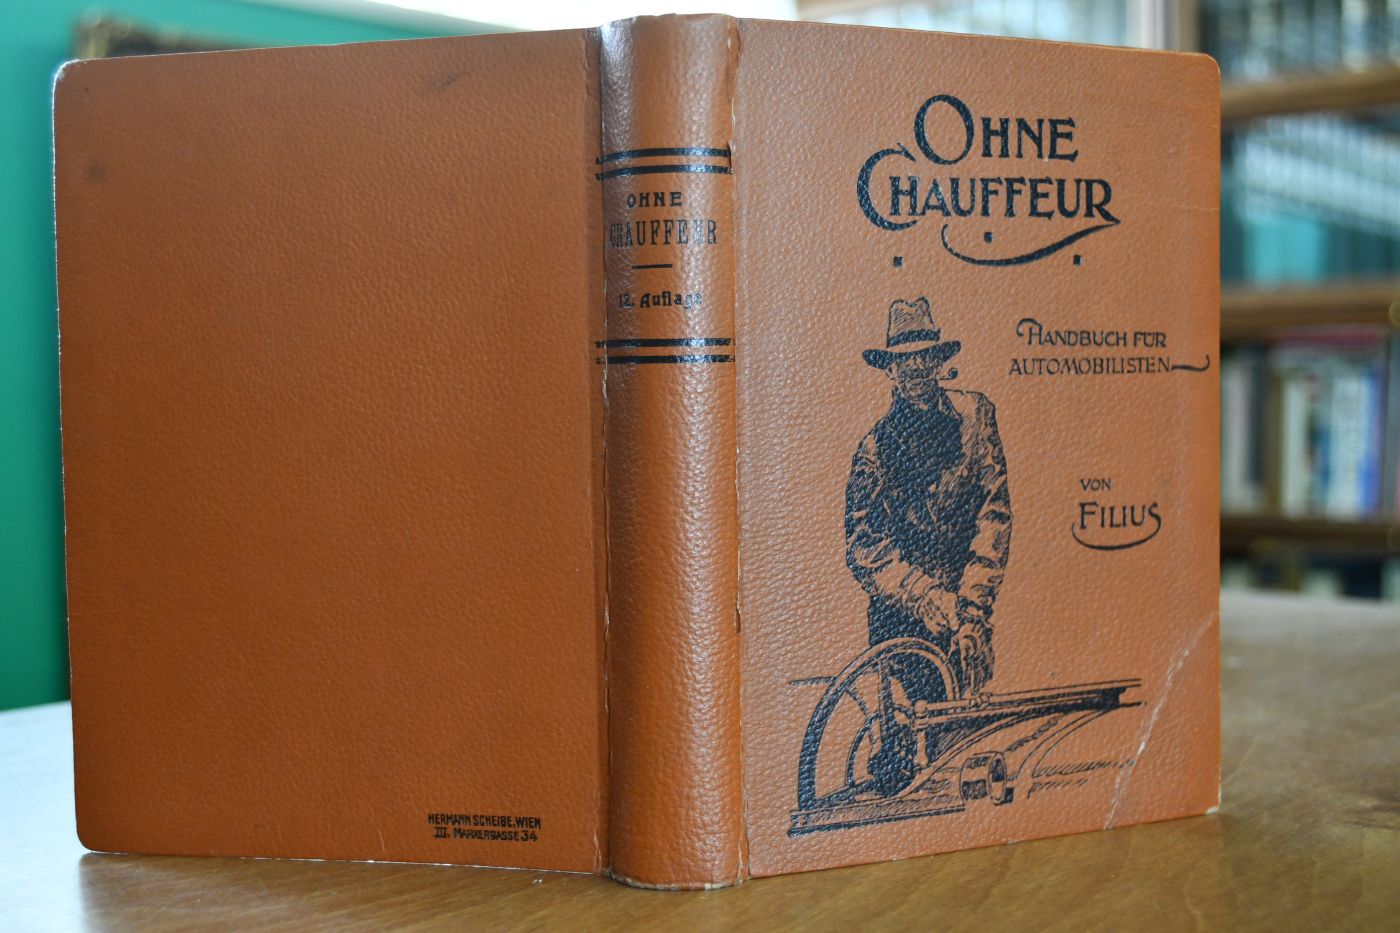 OHNE
CHAUFFEUR
HANDBUCH FÜR
AUTOMOBILISTEN
VON
FILIUS
OHNE
CHAUFFEUR
12. Auflage
HERMANN SCHEIBE, WIEN
III. MARXERGASSE 34